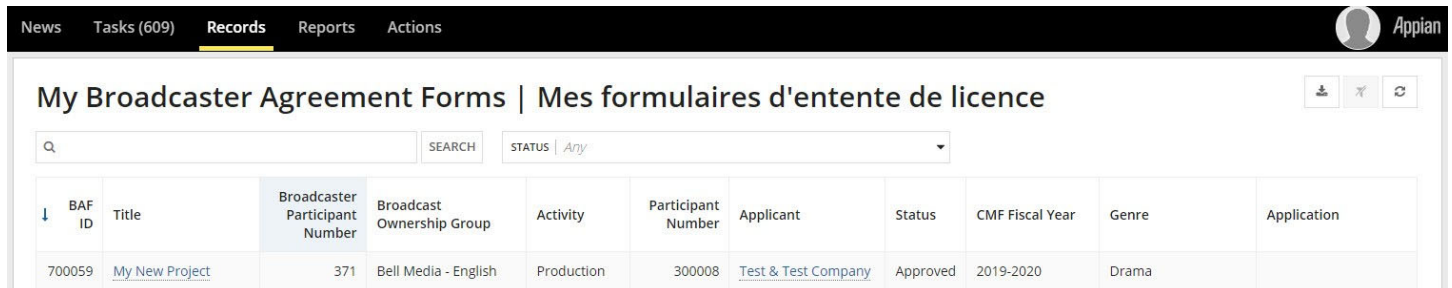 News Tasks (609) Records Reports Actions Appian
My Broadcaster Agreement Forms | Mes formulaires d'entente de licence
SEARCH STATUS Any
BAF ID Title Broadcaster Participant Number Broadcast Ownership Group Activity Participant Number Applicant Status CMF Fiscal Year Genre Application
700059 My New Project 371 Bell Media - English Production 300008 Test & Test Company Approved 2019-2020 Drama